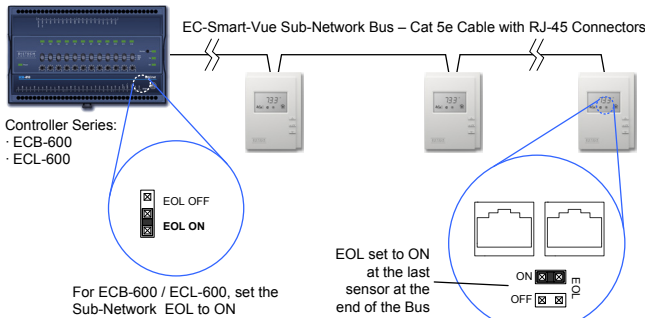 EC-Smart-Vue Sub-Network Bus – Cat 5e Cable with RJ-45 Connectors
Controller Series:
· ECB-600
· ECL-600
EOL OFF
EOL ON
For ECB-600 / ECL-600, set the
Sub-Network EOL to ON
EOL set to ON
at the last
sensor at the
end of the Bus
ON
OFF
EOL